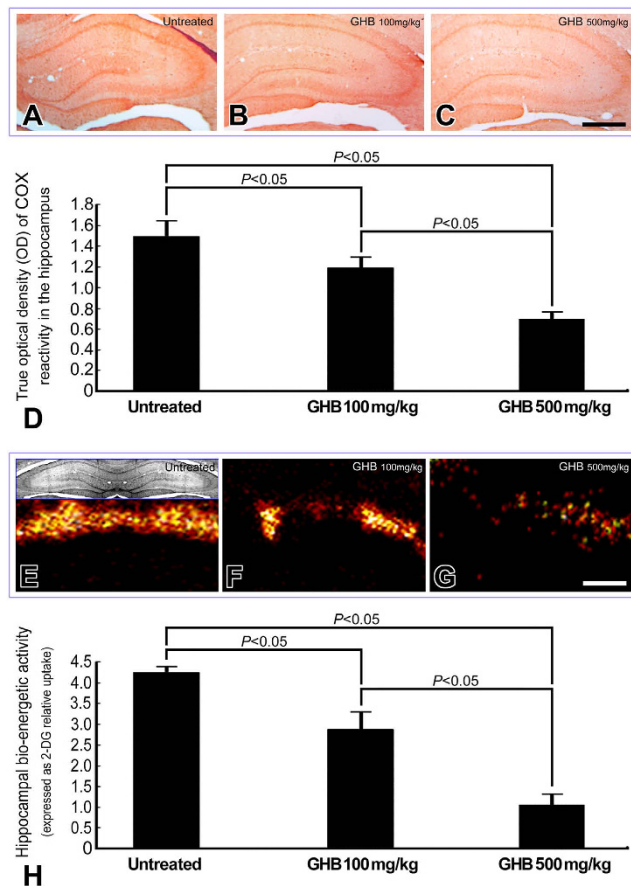 Untreated
GHB 100mg/kg
GHB 500mg/kg
A
B
C
P<0.05
P<0.05
P<0.05
True optical density (OD) of COX
reactivity in the hippocampus
1.8
1.6
1.4
1.2
1.0
0.8
0.6
0.4
0.2
0
Untreated
GHB 100 mg/kg
GHB 500 mg/kg
D
Untreated
GHB 100mg/kg
GHB 500mg/kg
E
F
G
P<0.05
P<0.05
P<0.05
Hippocampal bio-energetic activity
(expressed as 2-DG relative uptake)
4.5
4.0
3.5
3.0
2.5
2.0
1.5
1.0
0.5
0
Untreated
GHB 100 mg/kg
GHB 500 mg/kg
H